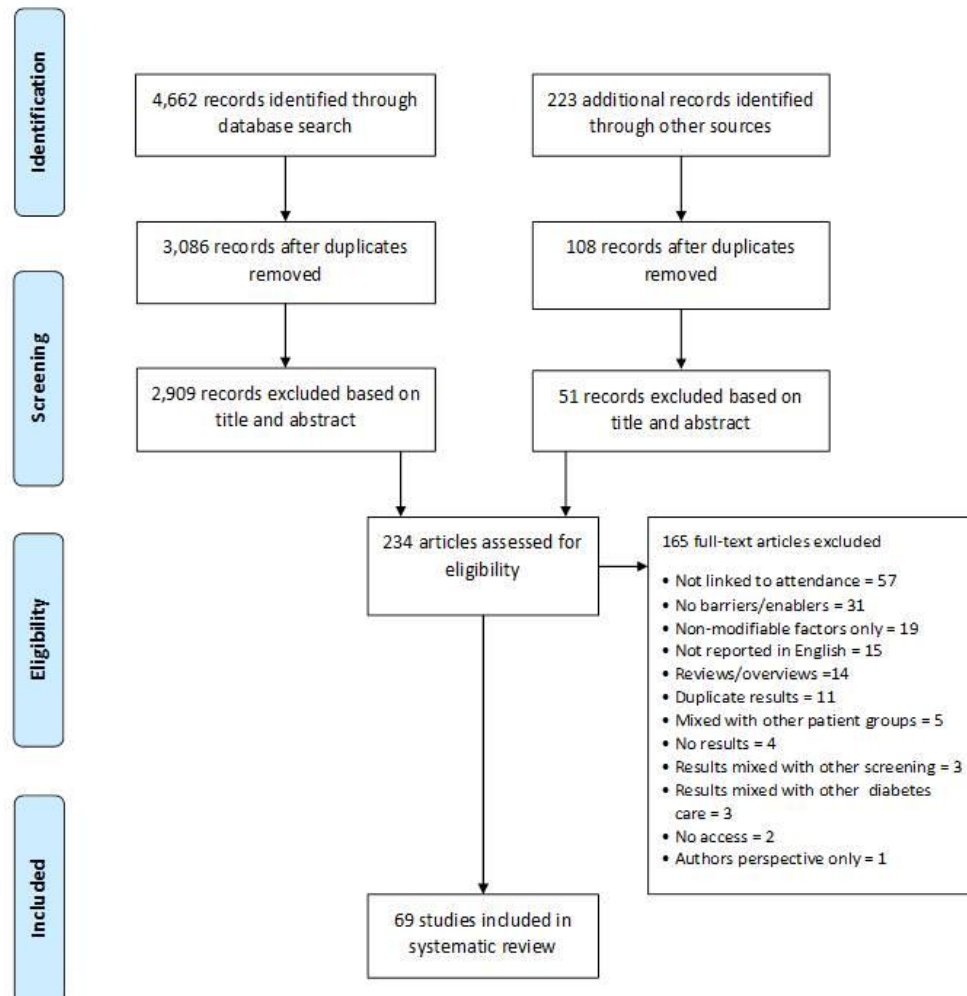 Identification
4,662 records identified through
database search
223 additional records identified
through other sources
3,086 records after duplicates
removed
108 records after duplicates
removed
Screening
2,909 records excluded based on
title and abstract
51 records excluded based on
title and abstract
Eligibility
234 articles assessed for
eligibility
165 full-text articles excluded
• Not linked to attendance = 57
• No barriers/enablers = 31
• Non-modifiable factors only = 19
• Not reported in English = 15
• Reviews/overviews =14
• Duplicate results = 11
• Mixed with other patient groups = 5
• No results = 4
• Results mixed with other screening = 3
• Results mixed with other diabetes
care = 3
• No access = 2
• Authors perspective only = 1
Included
69 studies included in
systematic review